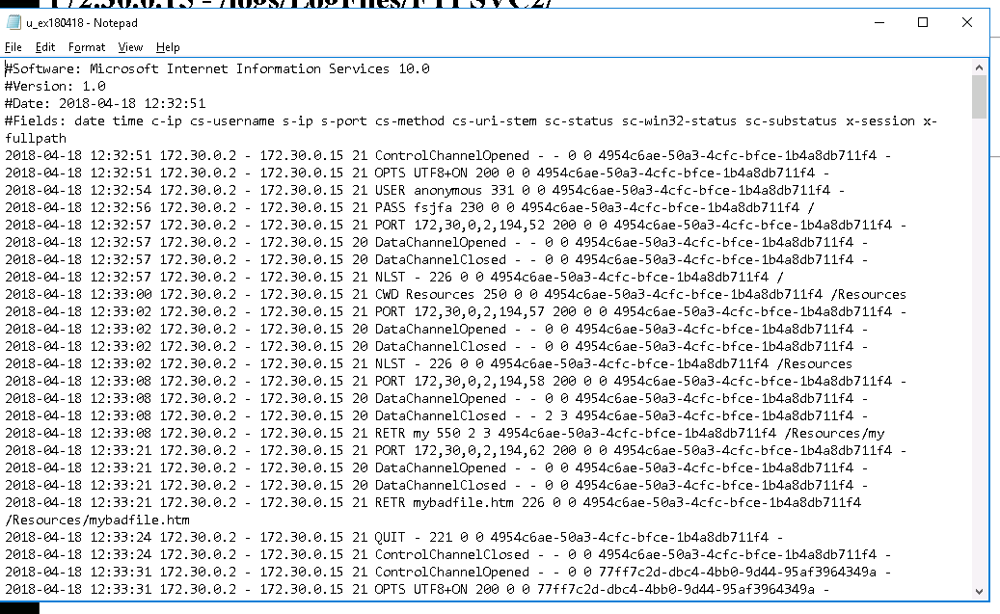 172.30.0.15 - /logs/LogFiles/FTPSVC2/
u_ex180418 - Notepad
File Edit Format View Help
#Software: Microsoft Internet Information Services 10.0
#Version: 1.0
#Date: 2018-04-18 12:32:51
#Fields: date time c-ip cs-username s-ip s-port cs-method cs-uri-stem sc-status sc-win32-status sc-substatus x-session x-
fullpath
2018-04-18 12:32:51 172.30.0.2 - 172.30.0.15 21 ControlChannelOpened - - 0 0 4954c6ae-50a3-4cfc-bfce-1b4a8db711f4 -
2018-04-18 12:32:51 172.30.0.2 - 172.30.0.15 21 OPTS UTF8+ON 200 0 0 4954c6ae-50a3-4cfc-bfce-1b4a8db711f4 -
2018-04-18 12:32:54 172.30.0.2 - 172.30.0.15 21 USER anonymous 331 0 0 4954c6ae-50a3-4cfc-bfce-1b4a8db711f4 -
2018-04-18 12:32:56 172.30.0.2 - 172.30.0.15 21 PASS fsjfa 230 0 0 4954c6ae-50a3-4cfc-bfce-1b4a8db711f4 /
2018-04-18 12:32:57 172.30.0.2 - 172.30.0.15 21 PORT 172,30,0,2,194,52 200 0 0 4954c6ae-50a3-4cfc-bfce-1b4a8db711f4 -
2018-04-18 12:32:57 172.30.0.2 - 172.30.0.15 20 DataChannelOpened - - 0 0 4954c6ae-50a3-4cfc-bfce-1b4a8db711f4 -
2018-04-18 12:32:57 172.30.0.2 - 172.30.0.15 20 DataChannelClosed - - 0 0 4954c6ae-50a3-4cfc-bfce-1b4a8db711f4 -
2018-04-18 12:32:57 172.30.0.2 - 172.30.0.15 21 NLST - 226 0 0 4954c6ae-50a3-4cfc-bfce-1b4a8db711f4 /
2018-04-18 12:33:00 172.30.0.2 - 172.30.0.15 21 CWD Resources 250 0 0 4954c6ae-50a3-4cfc-bfce-1b4a8db711f4 /Resources
2018-04-18 12:33:02 172.30.0.2 - 172.30.0.15 21 PORT 172,30,0,2,194,57 200 0 0 4954c6ae-50a3-4cfc-bfce-1b4a8db711f4 -
2018-04-18 12:33:02 172.30.0.2 - 172.30.0.15 20 DataChannelOpened - - 0 0 4954c6ae-50a3-4cfc-bfce-1b4a8db711f4 -
2018-04-18 12:33:02 172.30.0.2 - 172.30.0.15 20 DataChannelClosed - - 0 0 4954c6ae-50a3-4cfc-bfce-1b4a8db711f4 -
2018-04-18 12:33:02 172.30.0.2 - 172.30.0.15 21 NLST - 226 0 0 4954c6ae-50a3-4cfc-bfce-1b4a8db711f4 /Resources
2018-04-18 12:33:08 172.30.0.2 - 172.30.0.15 21 PORT 172,30,0,2,194,58 200 0 0 4954c6ae-50a3-4cfc-bfce-1b4a8db711f4 -
2018-04-18 12:33:08 172.30.0.2 - 172.30.0.15 20 DataChannelOpened - - 0 0 4954c6ae-50a3-4cfc-bfce-1b4a8db711f4 -
2018-04-18 12:33:08 172.30.0.2 - 172.30.0.15 20 DataChannelClosed - - 2 3 4954c6ae-50a3-4cfc-bfce-1b4a8db711f4 -
2018-04-18 12:33:08 172.30.0.2 - 172.30.0.15 21 RETR my 550 2 3 4954c6ae-50a3-4cfc-bfce-1b4a8db711f4 /Resources/my
2018-04-18 12:33:21 172.30.0.2 - 172.30.0.15 21 PORT 172,30,0,2,194,62 200 0 0 4954c6ae-50a3-4cfc-bfce-1b4a8db711f4 -
2018-04-18 12:33:21 172.30.0.2 - 172.30.0.15 20 DataChannelOpened - - 0 0 4954c6ae-50a3-4cfc-bfce-1b4a8db711f4 -
2018-04-18 12:33:21 172.30.0.2 - 172.30.0.15 20 DataChannelClosed - - 0 0 4954c6ae-50a3-4cfc-bfce-1b4a8db711f4 -
2018-04-18 12:33:21 172.30.0.2 - 172.30.0.15 21 RETR mybadfile.htm 226 0 0 4954c6ae-50a3-4cfc-bfce-1b4a8db711f4
/Resources/mybadfile.htm
2018-04-18 12:33:24 172.30.0.2 - 172.30.0.15 21 QUIT - 221 0 0 4954c6ae-50a3-4cfc-bfce-1b4a8db711f4 -
2018-04-18 12:33:24 172.30.0.2 - 172.30.0.15 21 ControlChannelClosed - - 0 0 4954c6ae-50a3-4cfc-bfce-1b4a8db711f4 -
2018-04-18 12:33:31 172.30.0.2 - 172.30.0.15 21 ControlChannelOpened - - 0 0 77ff7c2d-dbc4-4bb0-9d44-95af3964349a -
2018-04-18 12:33:31 172.30.0.2 - 172.30.0.15 21 OPTS UTF8+ON 200 0 0 77ff7c2d-dbc4-4bb0-9d44-95af3964349a -